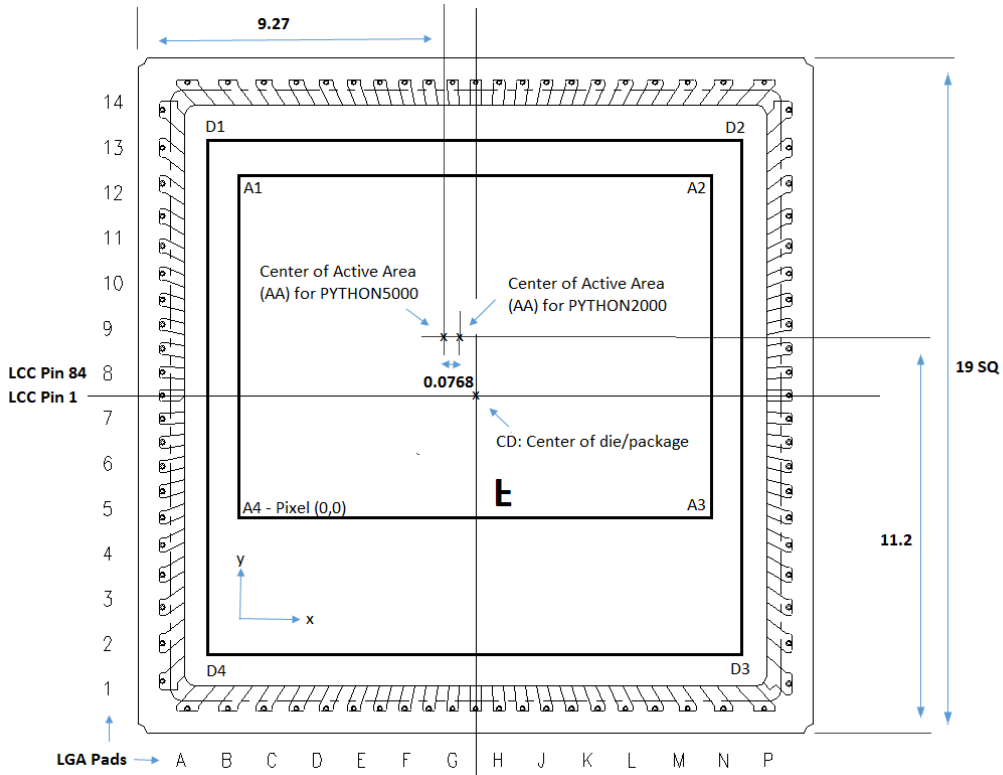 9.27
14
D1
D2
13
A1
A2
12
11
Center of Active Area
(AA) for PYTHON5000
Center of Active Area
(AA) for PYTHON2000
10
9
x
x
LCC Pin 84
8
0.0768
19 SQ
LCC Pin 1
x
7
CD: Center of die/package
6
A4 - Pixel (0,0)
A3
5
11.2
4
y
3
x
2
D4
D3
1
LGA Pads
A B C D E F G H J K L M N P